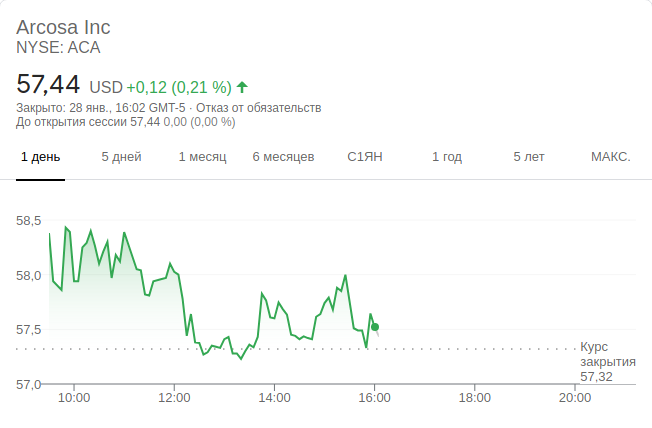 Arcosa Inc
NYSE: ACA
57,44 USD +0,12 (0,21 %)
Закрыто: 28 янв., 16:02 GMT-5 · Отказ от обязательств
До открытия сессии 57,44 0,00 (0,00 %)
1 день 5 дней 1 месяц 6 месяцев С1ЯН 1 год 5 лет МАКС.
58,5
58,0
57,5
Курс
закрытия
57,32
57,0
10:00 12:00 14:00 16:00 18:00 20:00